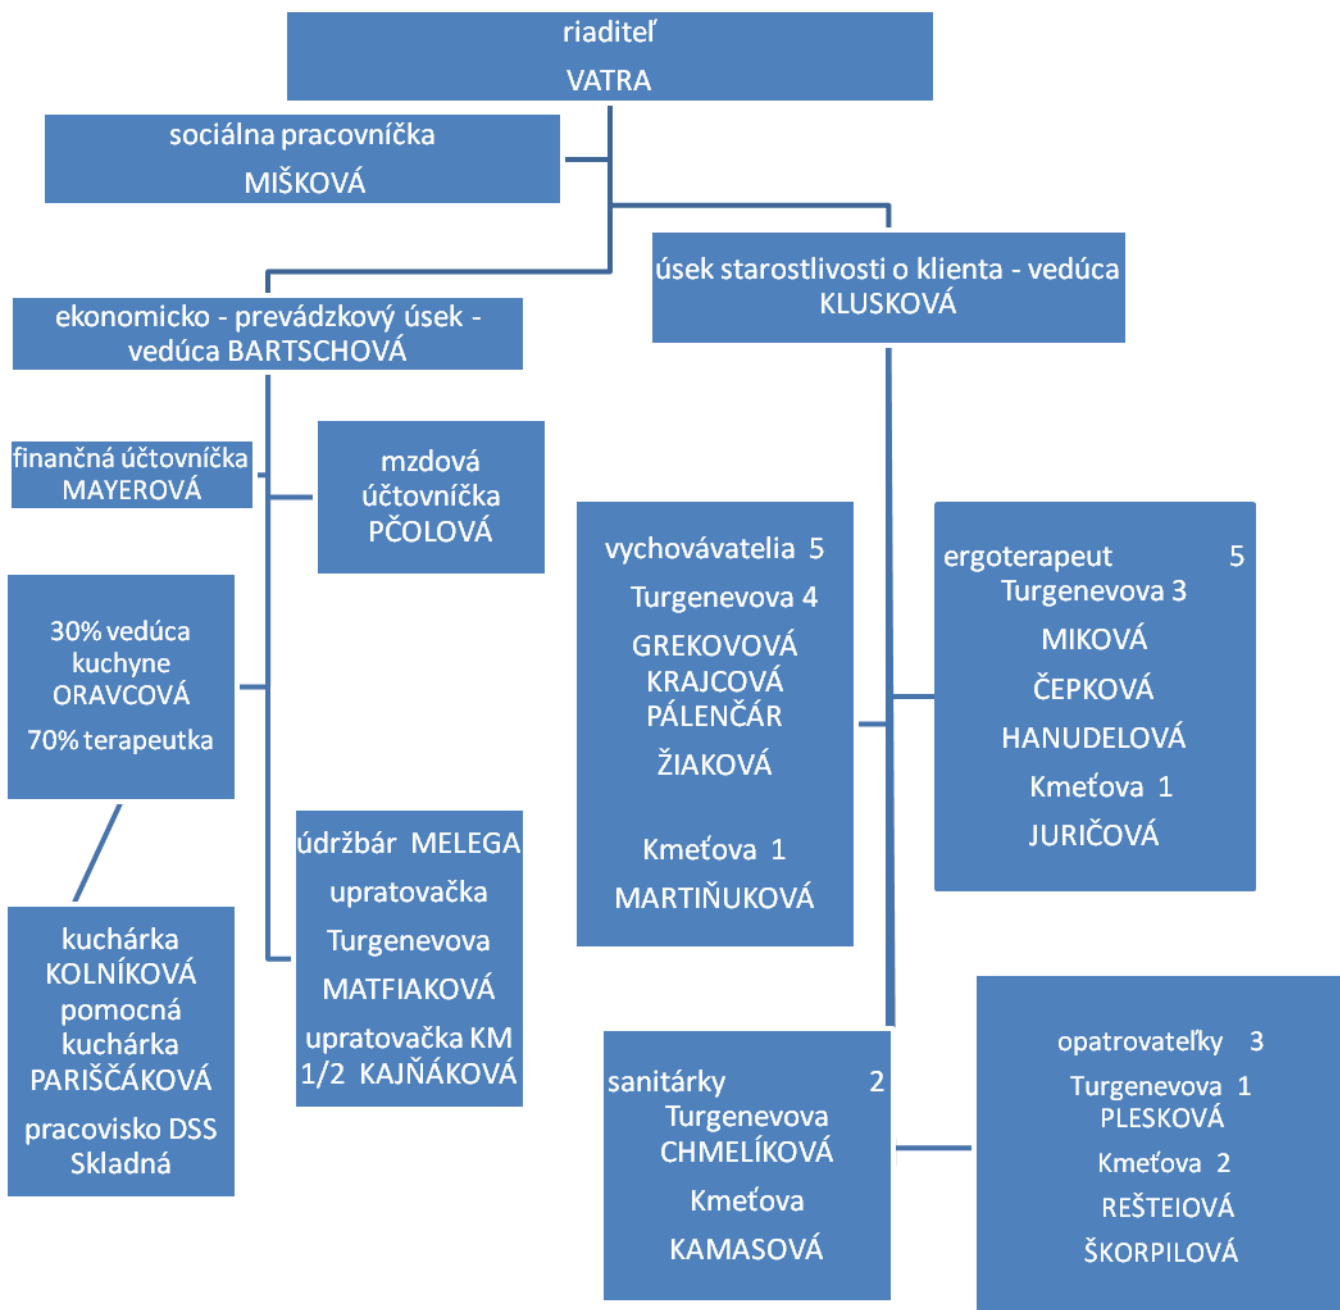 riaditeľ
VATRA
sociálna pracovníčka
MIŠKOVÁ
úsek starostlivosti o klienta - vedúca
KLUSKOVÁ
ekonomicko - prevádzkový úsek -
vedúca BARTSCHOVÁ
finančná účtovníčka
MAYEROVÁ
mzdová
účtovníčka
PČOLOVÁ
30% vedúca
kuchyne
ORAVCOVÁ
70% terapeutka
kuchárka
KOLNÍKOVÁ
pomocná
kuchárka
PARIŠČÁKOVÁ
pracovisko DSS
Skladná
údržbár MELEGA
upratovačka
Turgenevova
MATFIAKOVÁ
upratovačka KM
1/2 KAJŇÁKOVÁ
vychovávatelia 5
Turgenevova 4
GREKOVOVÁ
KRAJCOVÁ
PÁLENČÁR
ŽIAKOVÁ
Kmeťova 1
MARTIŇUKOVÁ
ergoterapeut 5
Turgenevova 3
MIKOVÁ
ČEPKOVÁ
HANUDELOVÁ
Kmeťova 1
JURIČOVÁ
sanitárky 2
Turgenevova
CHMELÍKOVÁ
Kmeťova
KAMASOVÁ
opatrovateľky 3
Turgenevova 1
PLESKOVÁ
Kmeťova 2
REŠTEIOVÁ
ŠKORPILOVÁ